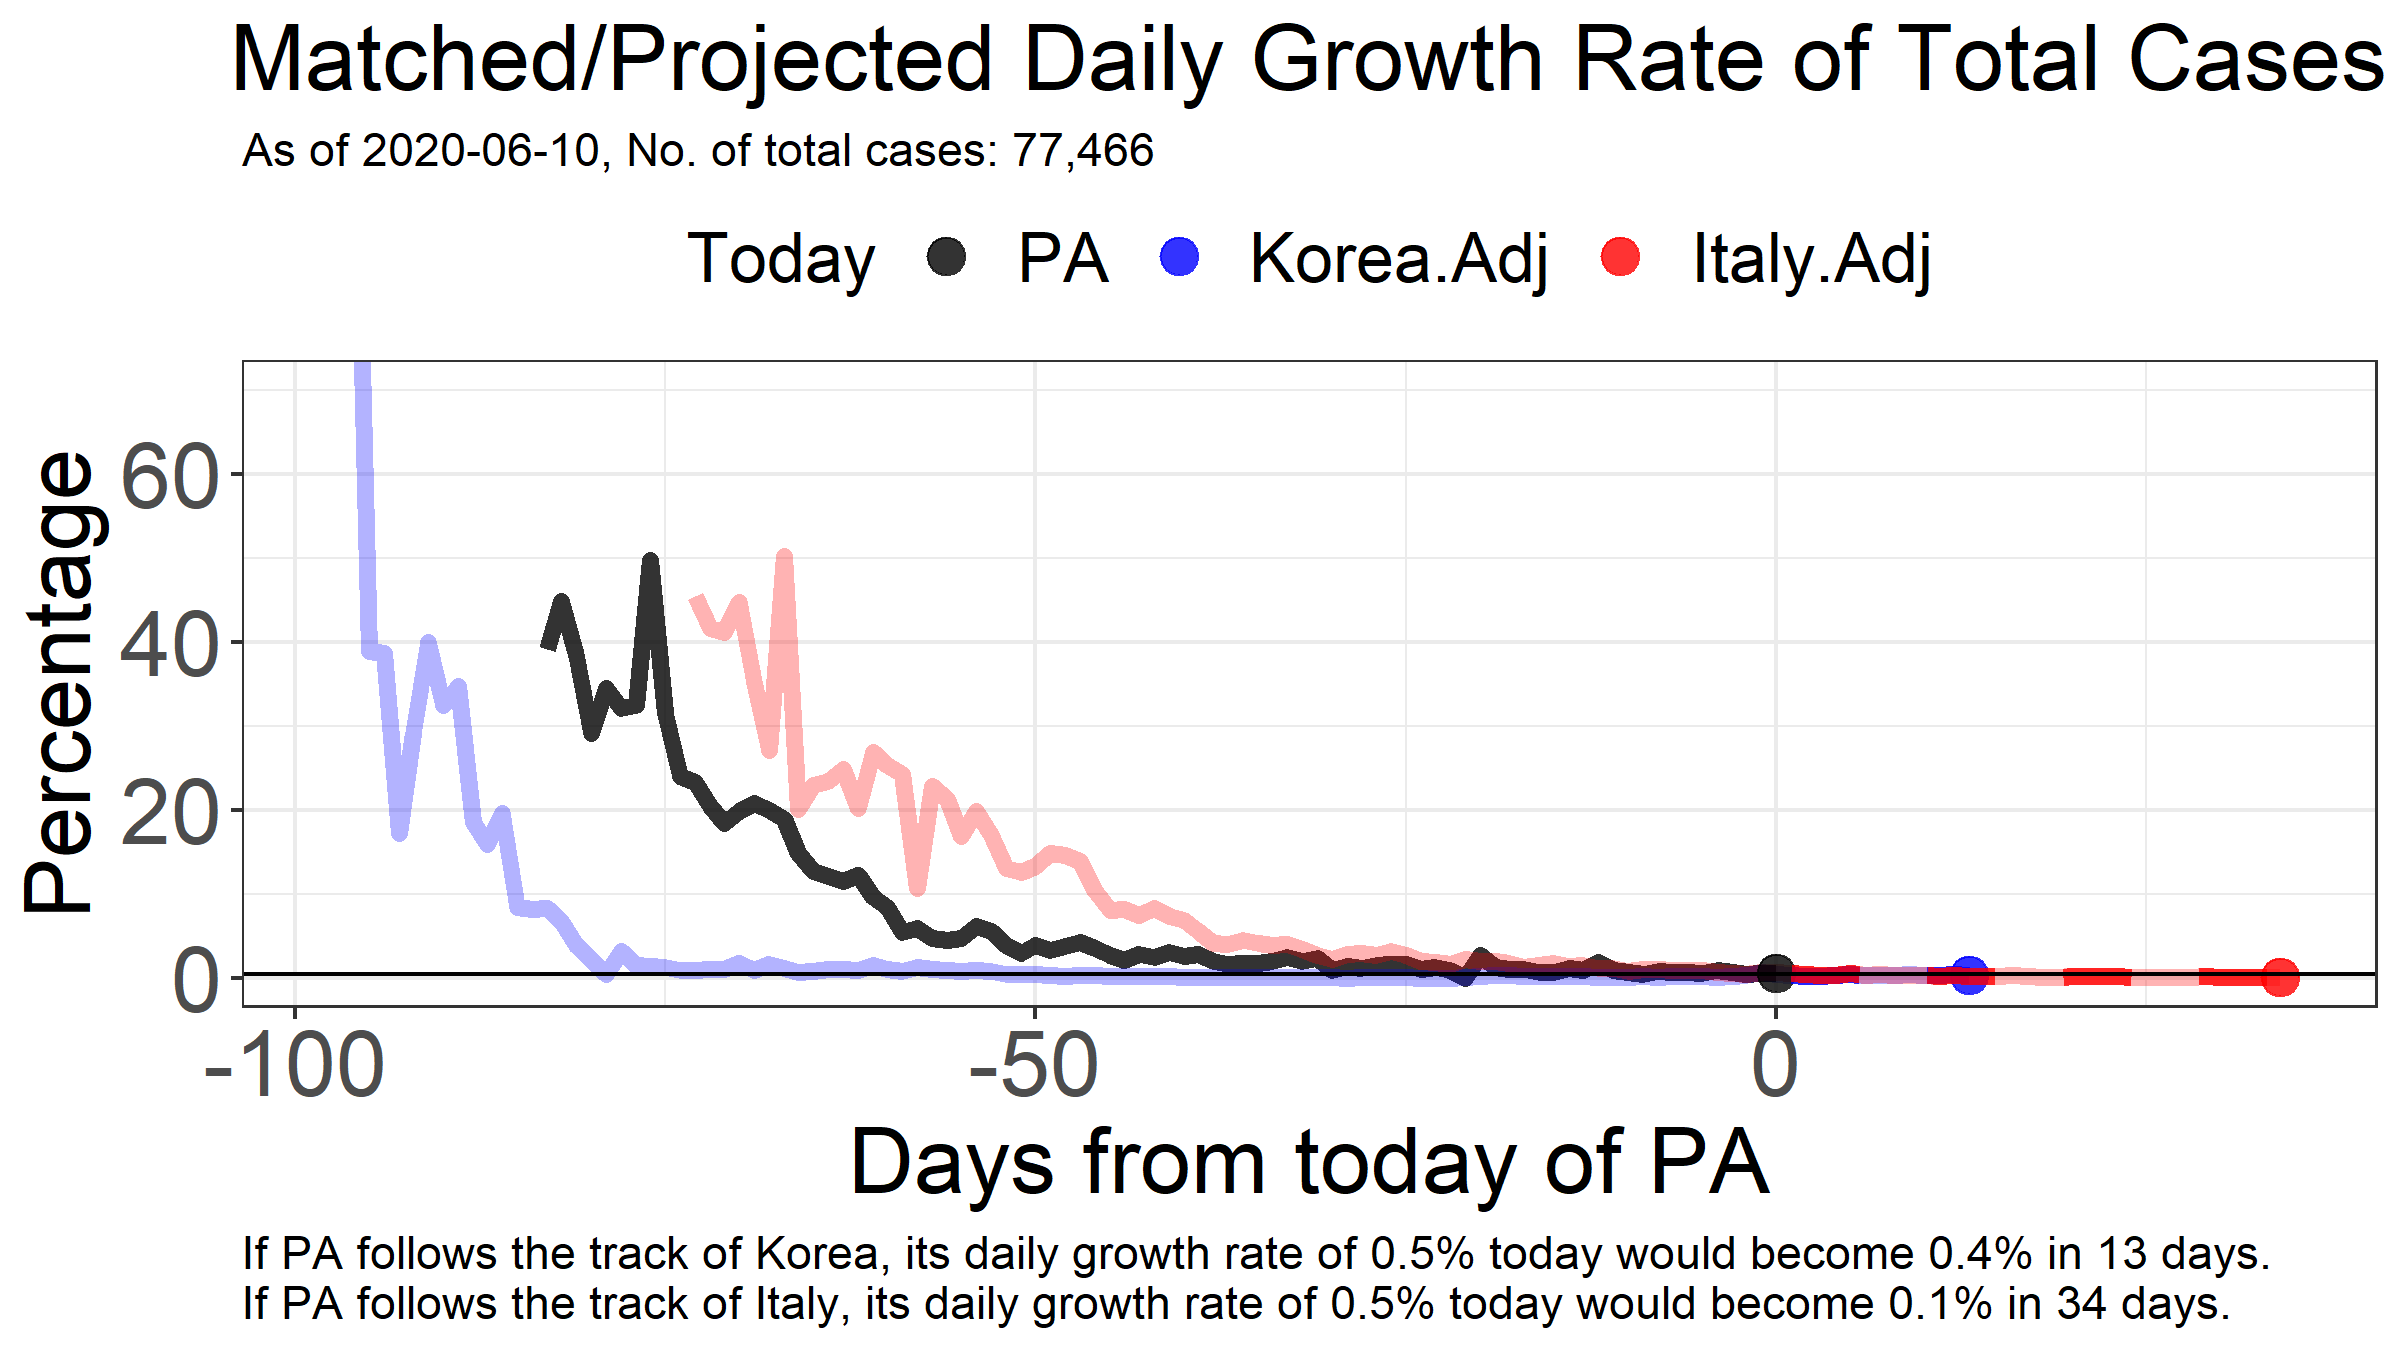 Matched/Projected Daily Growth Rate of Total Cases
As of 2020-06-10, No. of total cases: 77,466
Today PA Korea.Adj Italy.Adj
Percentage
60
40
20
0
-100 -50 0
Days from today of PA
If PA follows the track of Korea, its daily growth rate of 0.5% today would become 0.4% in 13 days.
If PA follows the track of Italy, its daily growth rate of 0.5% today would become 0.1% in 34 days.